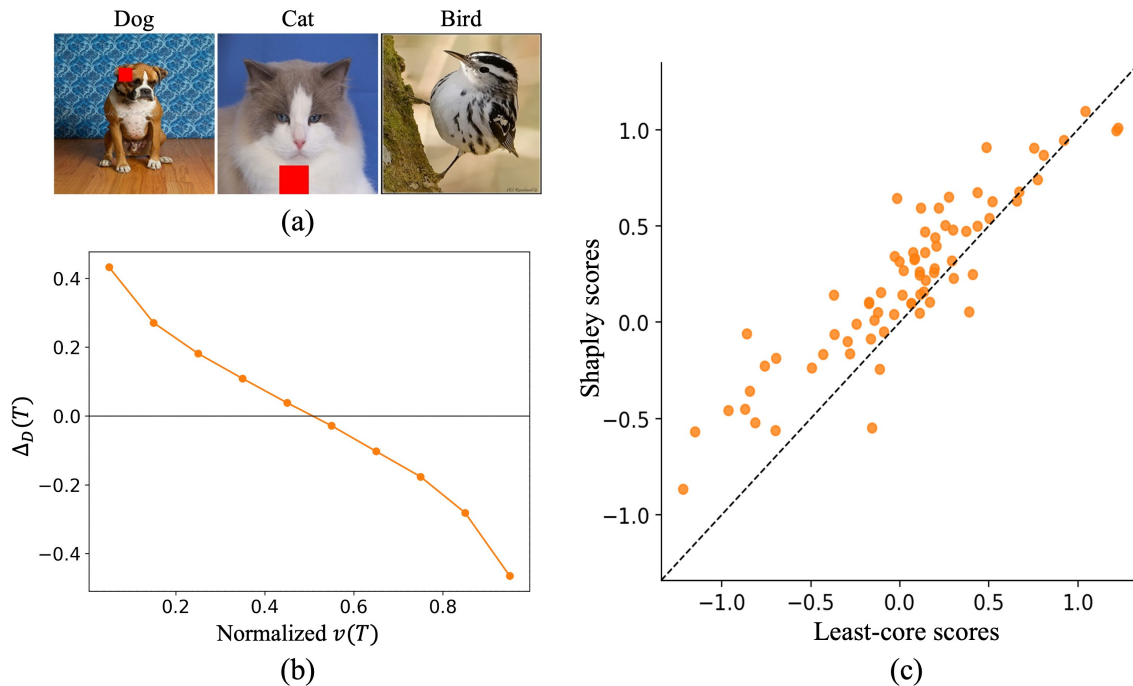 Dog Cat Bird
(a)
Δ_D(T)
0.4
0.2
0.0
−0.2
−0.4
0.2 0.4 0.6 0.8
Normalized v(T)
(b)
Shapley scores
1.0
0.5
0.0
−0.5
−1.0
−1.0 −0.5 0.0 0.5 1.0
Least-core scores
(c)